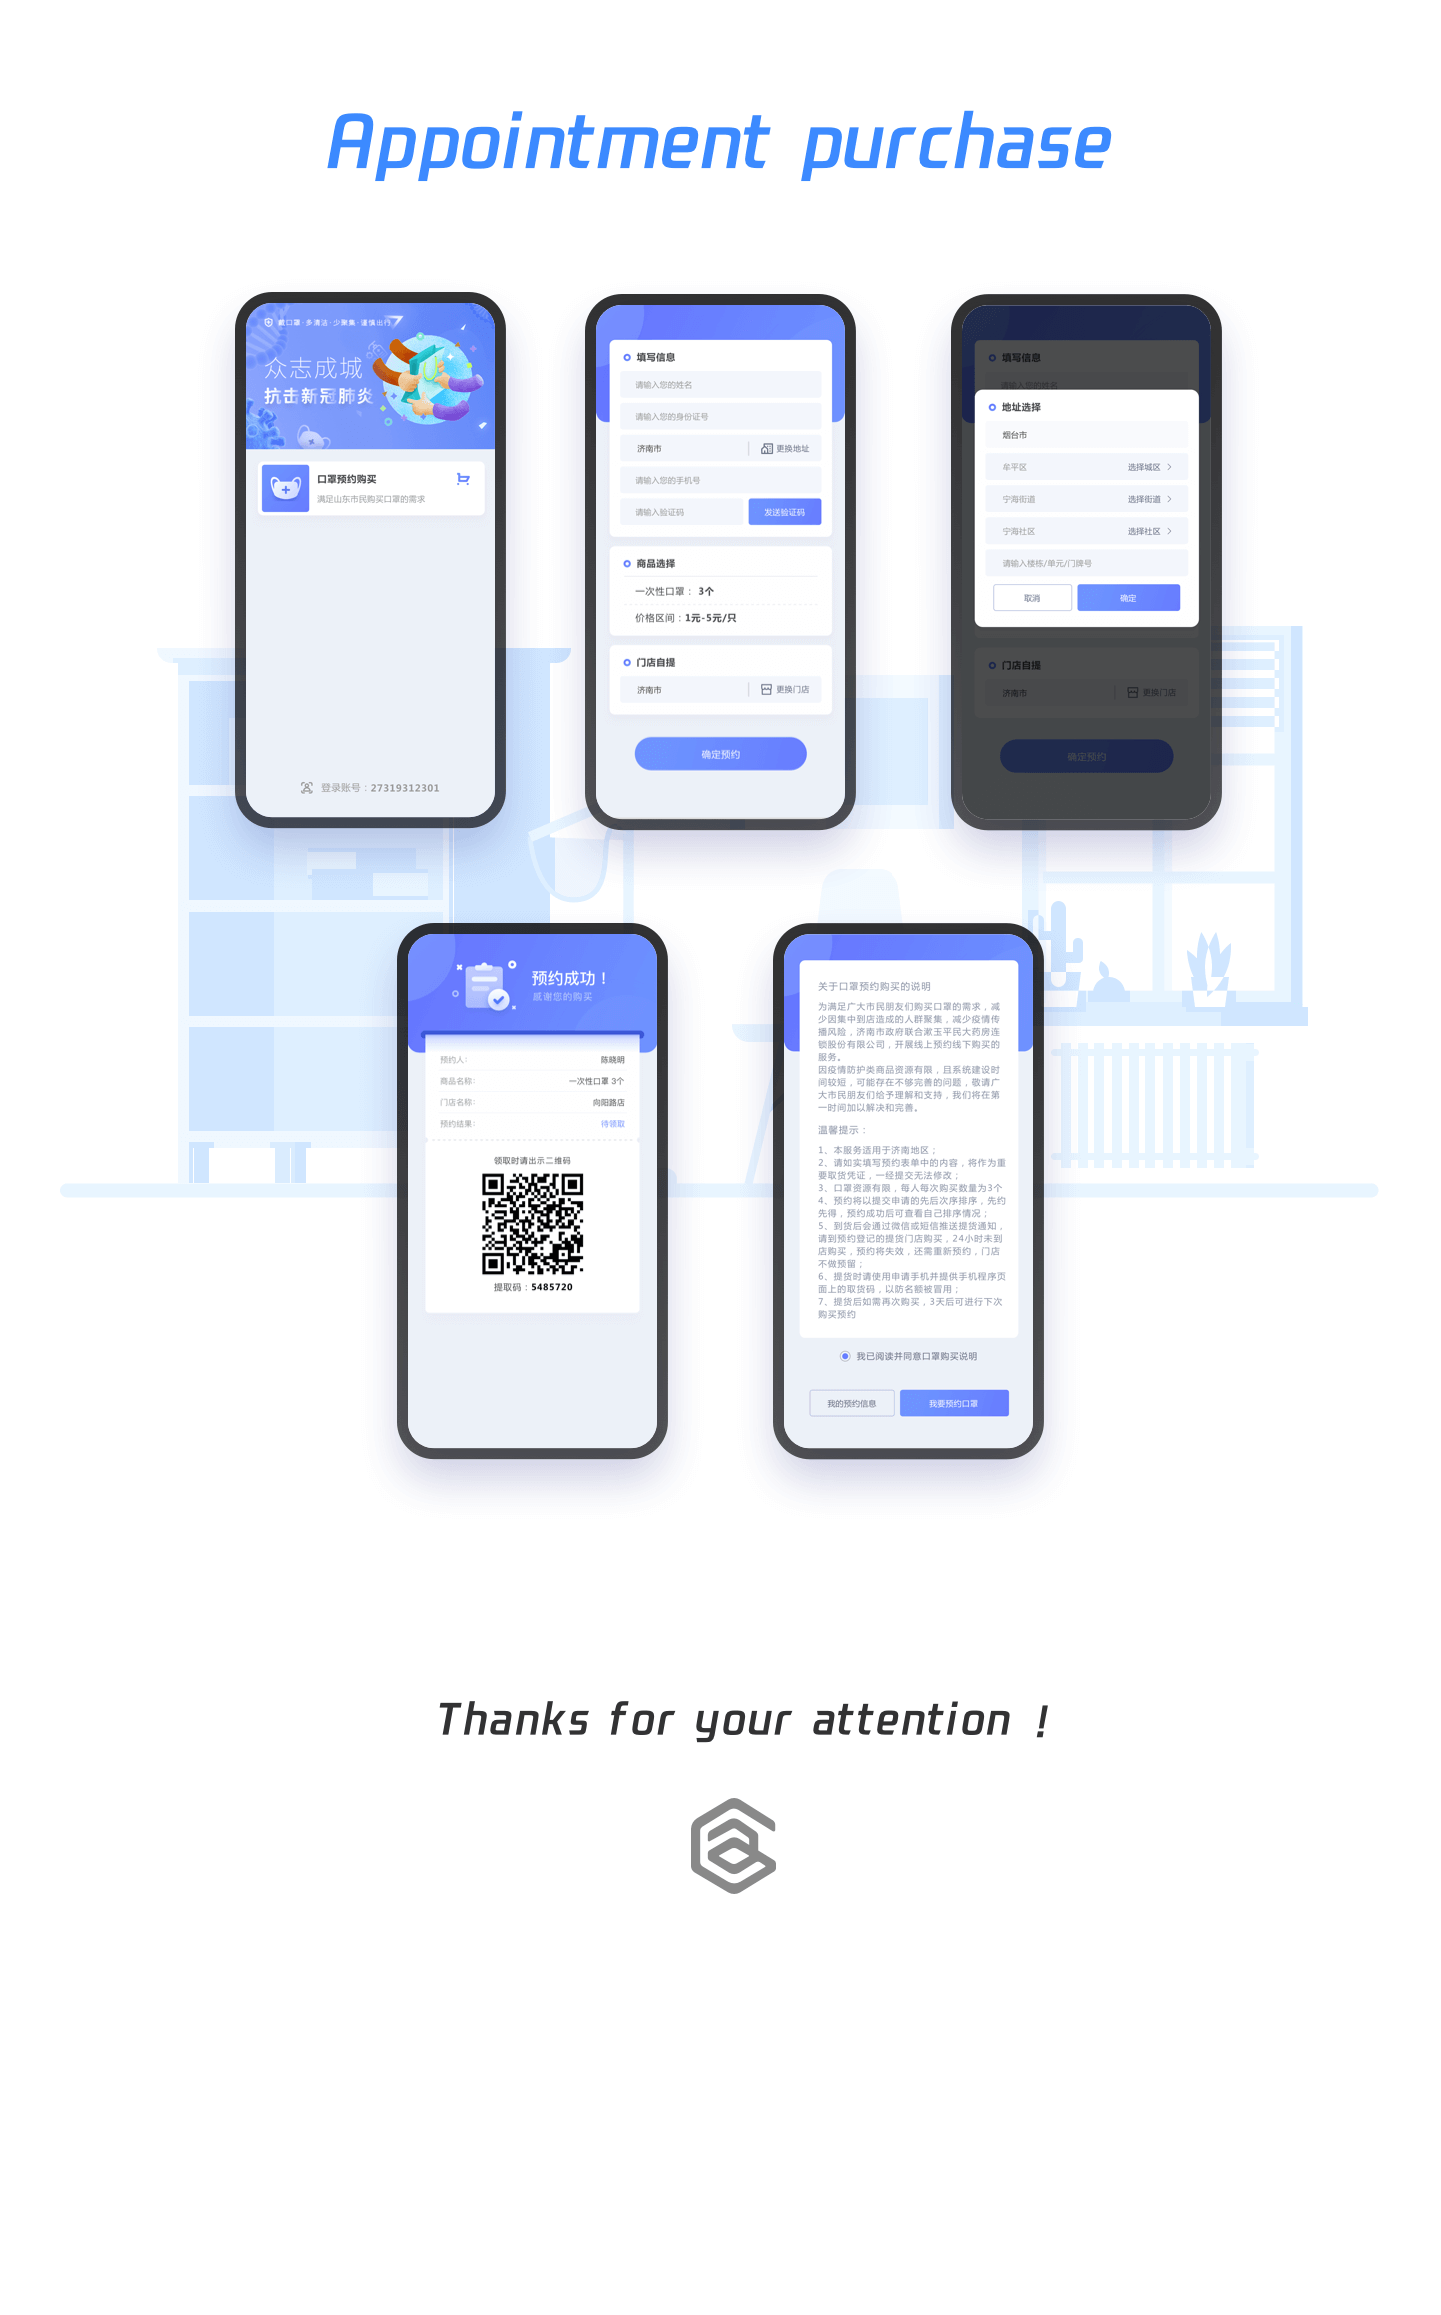 Appointment purchase
戴口罩·多清洁·少聚集·谨慎出行
众志成城
抗击新冠肺炎
口罩预约购买
满足山东市民购买口罩的需求
登录账号：27319312301
填写信息
请输入您的姓名
请输入您的身份证号
济南市 更换地址
请输入您的手机号
请输入验证码 发送验证码
商品选择
一次性口罩： 3个
价格区间：1元-5元/只
门店自提
济南市 更换门店
确定预约
填写信息
请输入您的姓名
地址选择
烟台市
牟平区 选择城区
宁海街道 选择街道
宁海社区 选择社区
请输入楼栋/单元/门牌号
取消 确定
门店自提
济南市 更换门店
确定预约
预约成功！
感谢您的购买
预约人： 陈晓明
商品名称： 一次性口罩 3个
门店名称： 向阳路店
预约结果： 待领取
领取时请出示二维码
提取码：5485720
关于口罩预约购买的说明
为满足广大市民朋友们购买口罩的需求，减
少因集中到店造成的人群聚集，减少疫情传
播风险，济南市政府联合漱玉平民大药房连
锁股份有限公司，开展线上预约线下购买的
服务。
因疫情防护类商品资源有限，且系统建设时
间较短，可能存在不够完善的问题，敬请广
大市民朋友们给予理解和支持，我们将在第
一时间加以解决和完善。
温馨提示：
1、本服务适用于济南地区；
2、请如实填写预约表单中的内容，将作为重
要取货凭证，一经提交无法修改；
3、口罩资源有限，每人每次购买数量为3个
4、预约将以提交申请的先后次序排序，先约
先得，预约成功后可查看自己排序情况；
5、到货后会通过微信或短信推送提货通知，
请到预约登记的提货门店购买，24小时未到
店购买，预约将失效，还需重新预约，门店
不做预留；
6、提货时请使用申请手机并提供手机程序页
面上的取货码，以防名额被冒用；
7、提货后如需再次购买，3天后可进行下次
购买预约
我已阅读并同意口罩购买说明
我的预约信息 我要预约口罩
Thanks for your attention !